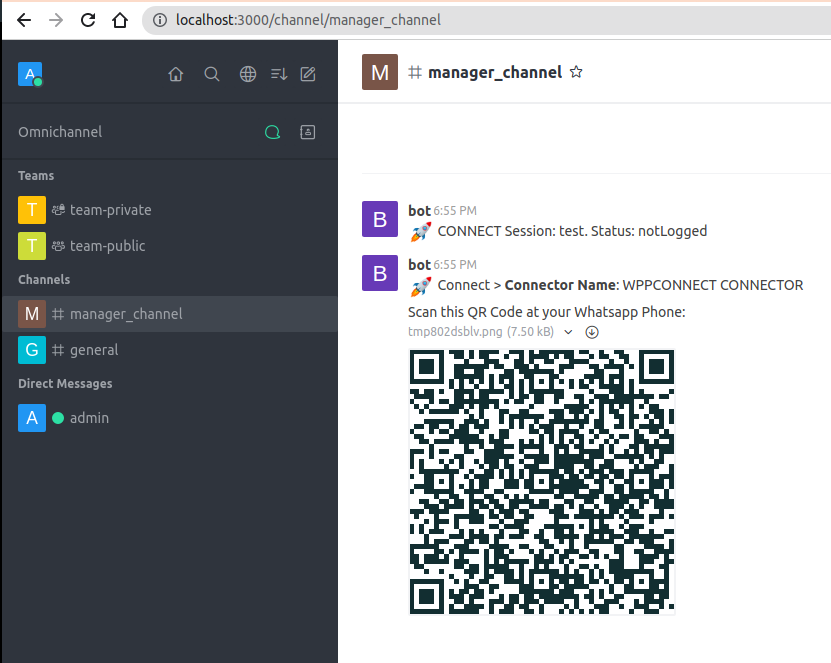 localhost:3000/channel/manager_channel
A
M # manager_channel
Omnichannel
Teams
T team-private
T team-public
Channels
M # manager_channel
G # general
Direct Messages
A admin
B bot 6:55 PM
CONNECT Session: test. Status: notLogged
B bot 6:55 PM
Connect > Connector Name: WPPCONNECT CONNECTOR
Scan this QR Code at your Whatsapp Phone:
tmp802dsblv.png (7.50 kB)